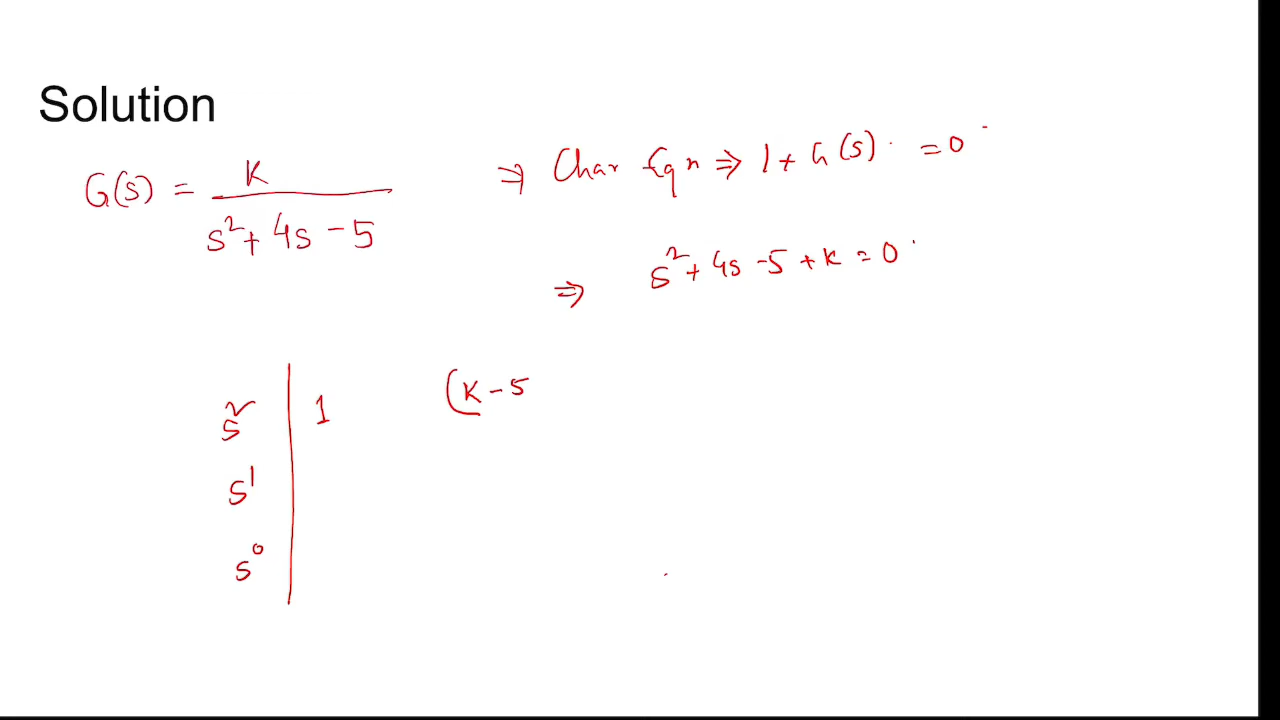 Solution
G(s) = K / (s² + 4s - 5)
⇒ Char Eqn ⇒ 1 + G(s) = 0
⇒ s² + 4s - 5 + k = 0
s² | 1 (K - 5
s¹ |
s⁰ |